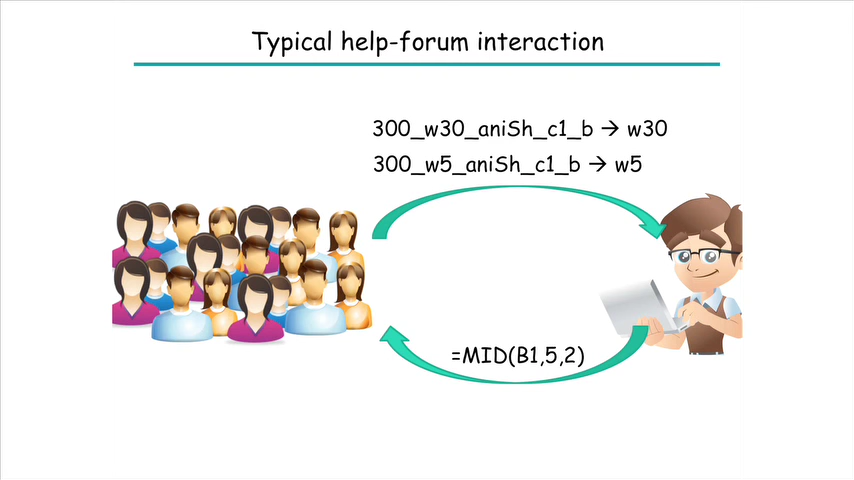 Typical help-forum interaction
300_w30_aniSh_c1_b → w30
300_w5_aniSh_c1_b → w5
=MID(B1,5,2)